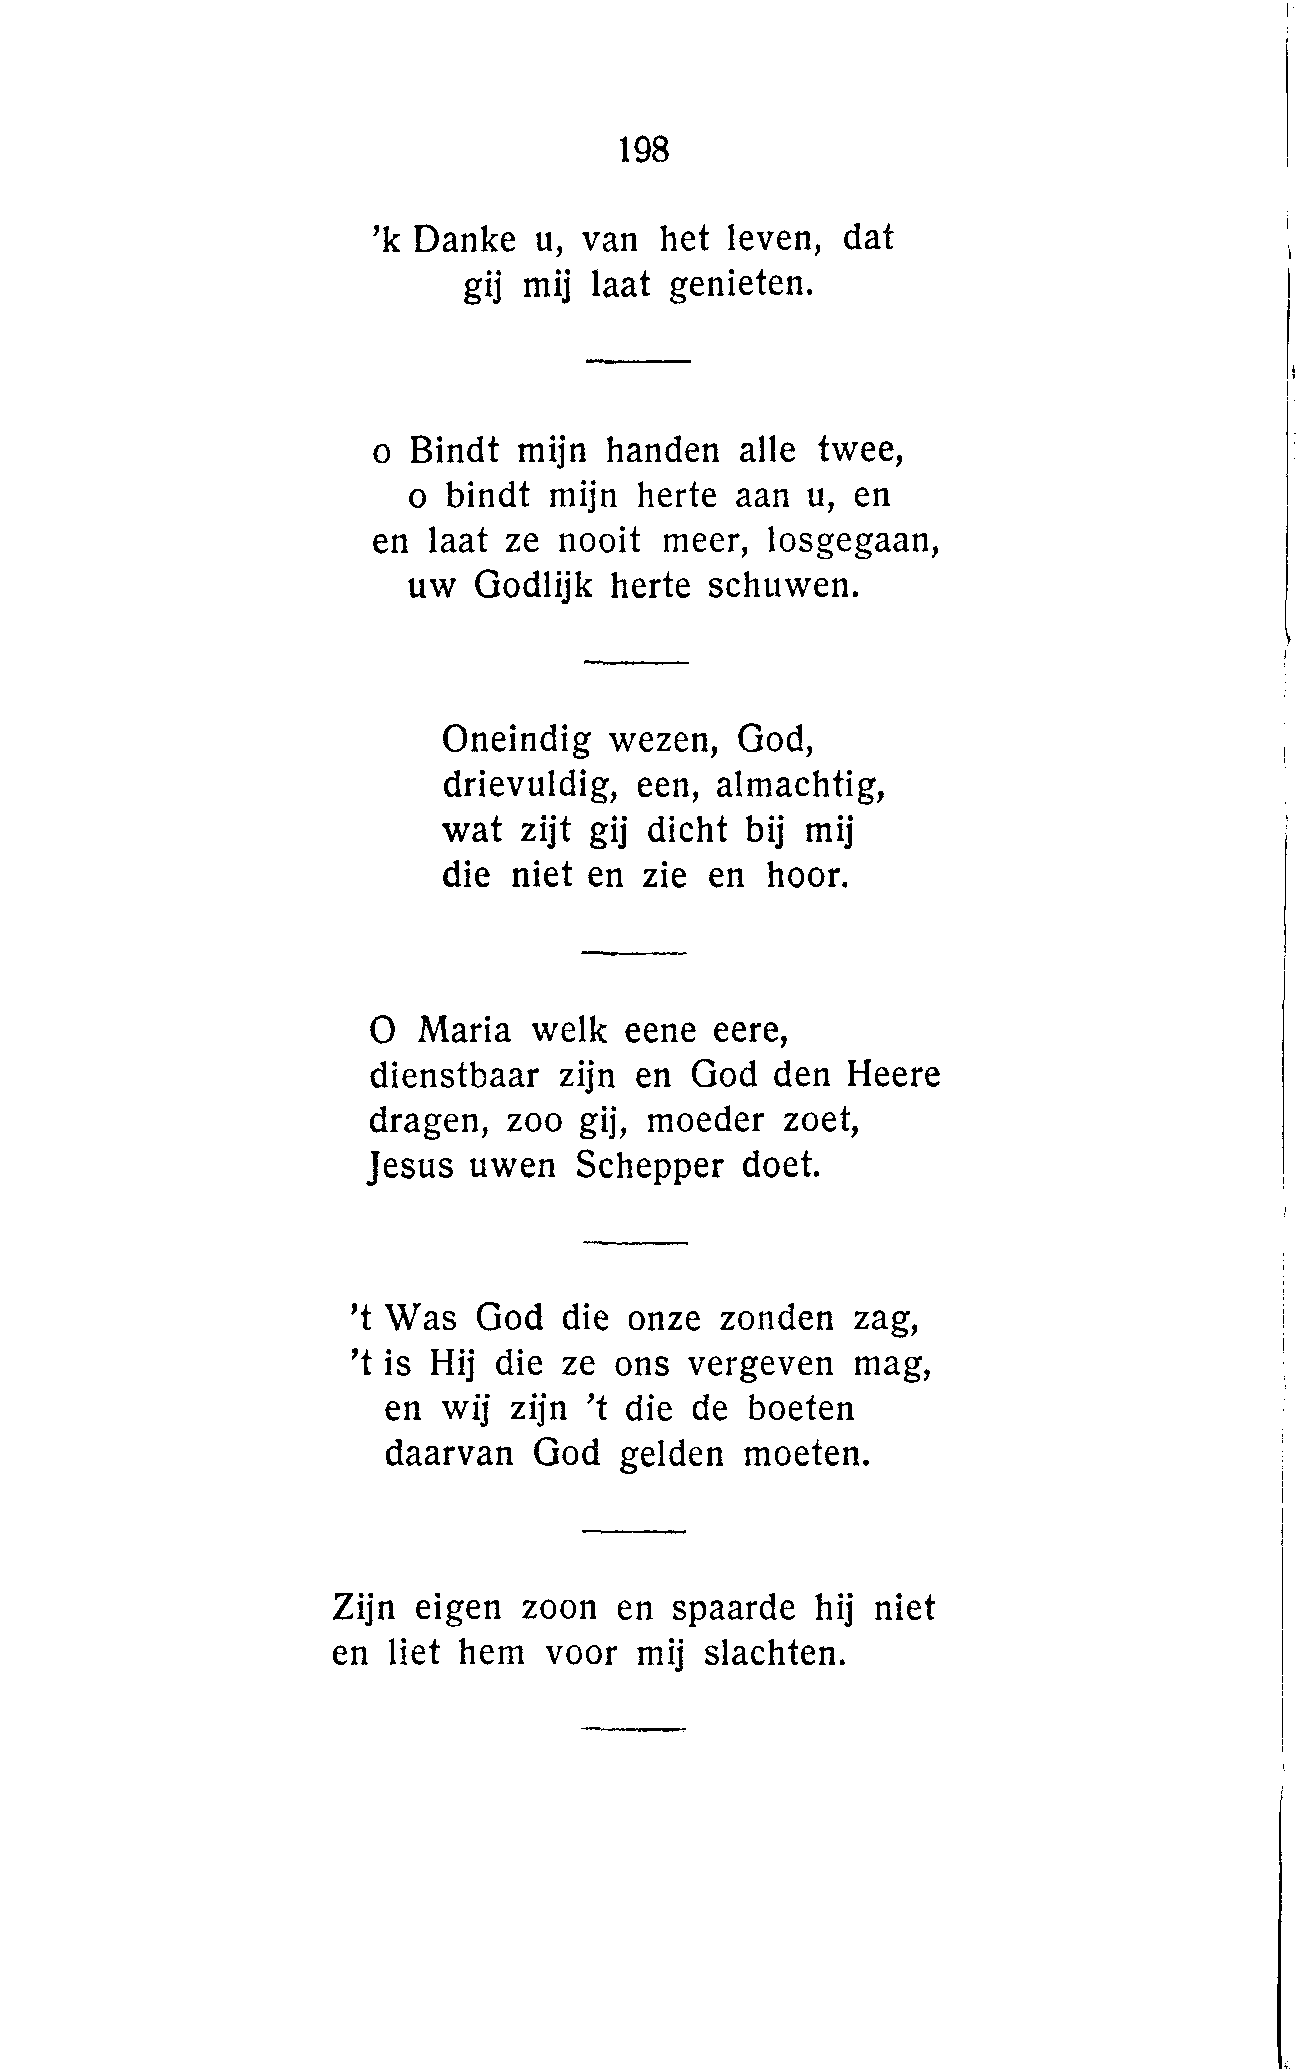 198
'k Danke u, van het leven, dat
gij mij laat genieten.
o Bindt mijn handen alle twee,
o bindt mijn herte aan u, en
en laat ze nooit meer, losgegaan,
uw Godlijk herte schuwen.
Oneindig wezen, God,
drievuldig, een, almachtig,
wat zijt gij dicht bij mij
die niet en zie en hoor.
O Maria welk eene eere,
dienstbaar zijn en God den Heere
dragen, zoo gij, moeder zoet,
Jesus uwen Schepper doet.
't Was God die onze zonden zag,
't is Hij die ze ons vergeven mag,
en wij zijn 't die de boeten
daarvan God gelden moeten.
Zijn eigen zoon en spaarde hij niet
en liet hem voor mij slachten.